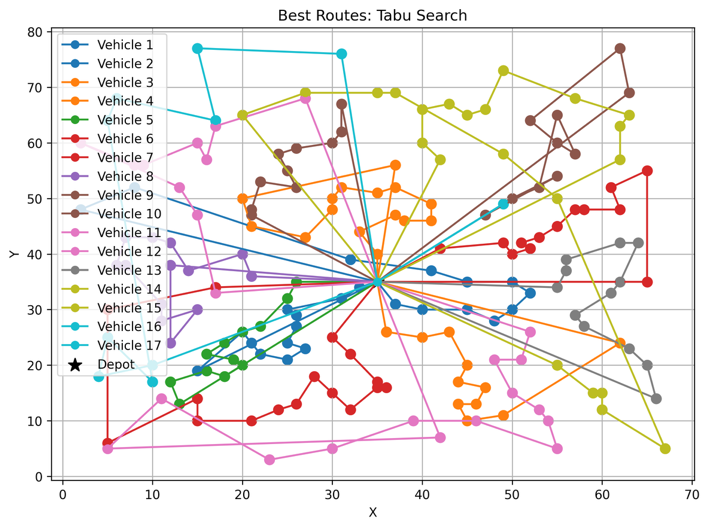 Best Routes: Tabu Search
80
70
60
50
40
30
20
10
0
Y
Vehicle 1
Vehicle 2
Vehicle 3
Vehicle 4
Vehicle 5
Vehicle 6
Vehicle 7
Vehicle 8
Vehicle 9
Vehicle 10
Vehicle 11
Vehicle 12
Vehicle 13
Vehicle 14
Vehicle 15
Vehicle 16
Vehicle 17
Depot
0 10 20 30 40 50 60 70
X